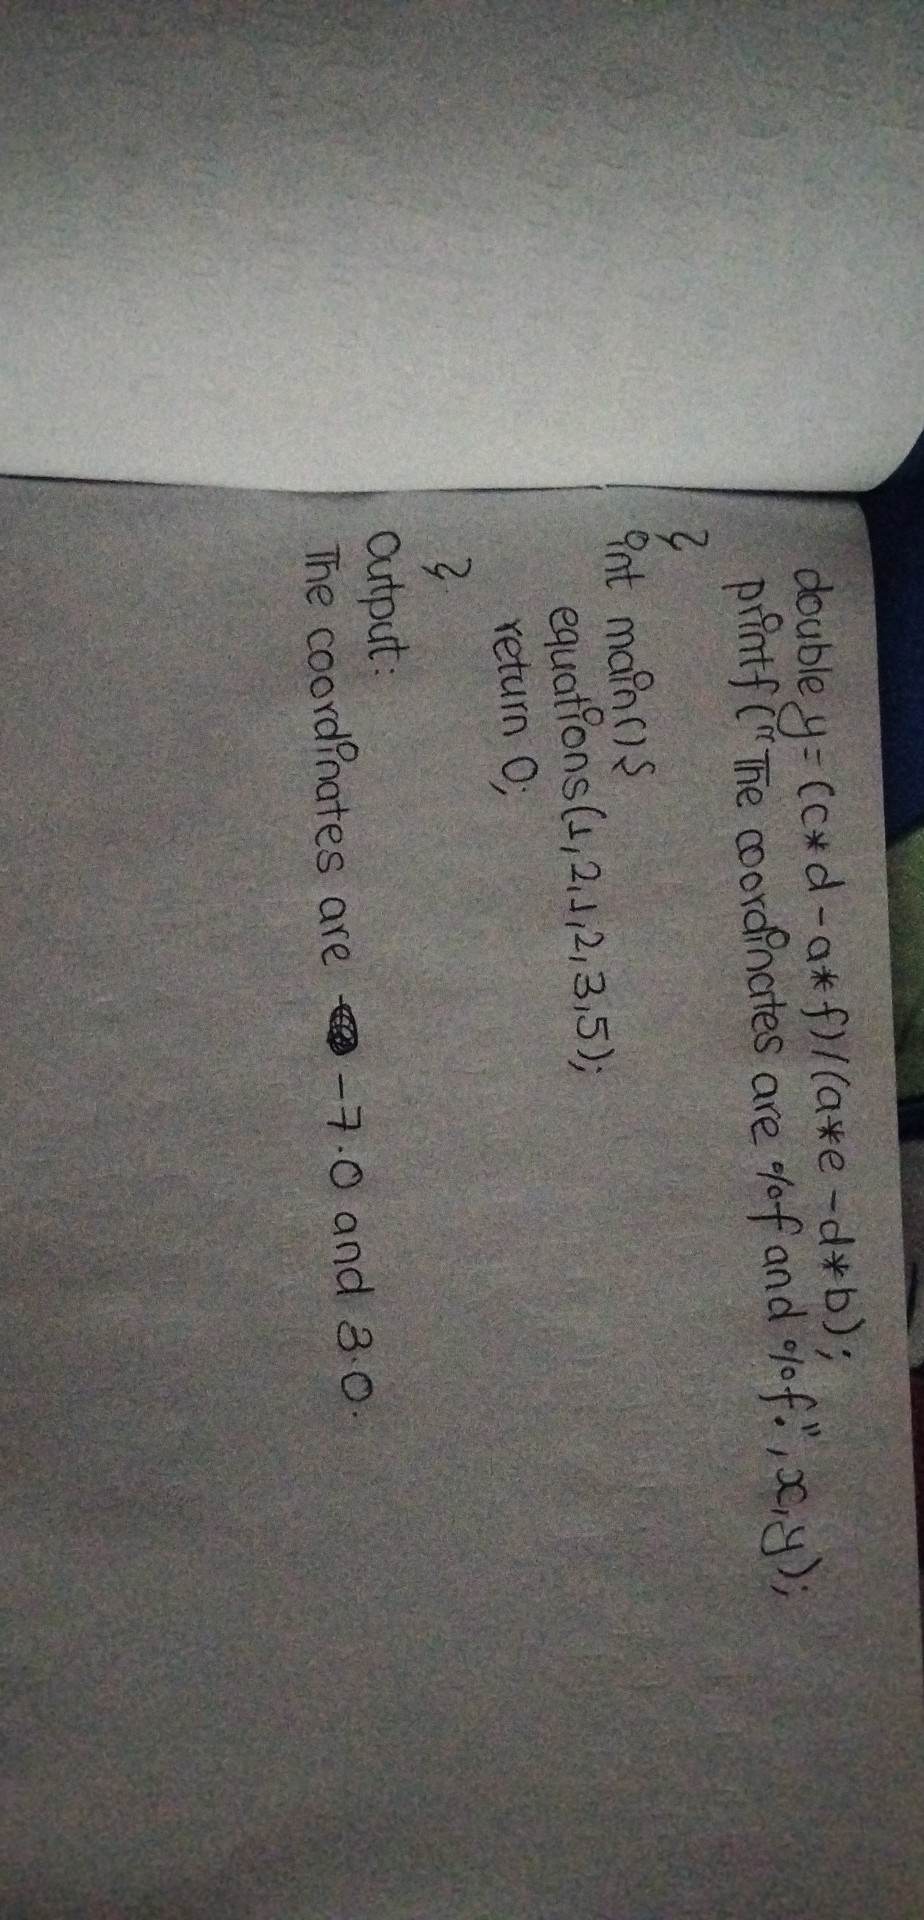 double y = (c*d - a*f) / (a*e - d*b);
printf("The coordinates are %f and %f.", x,y);
}
int main() {
equations(1,2,1,2,3,5);
return 0;
}
Output:
The coordinates are -7.0 and 3.0.